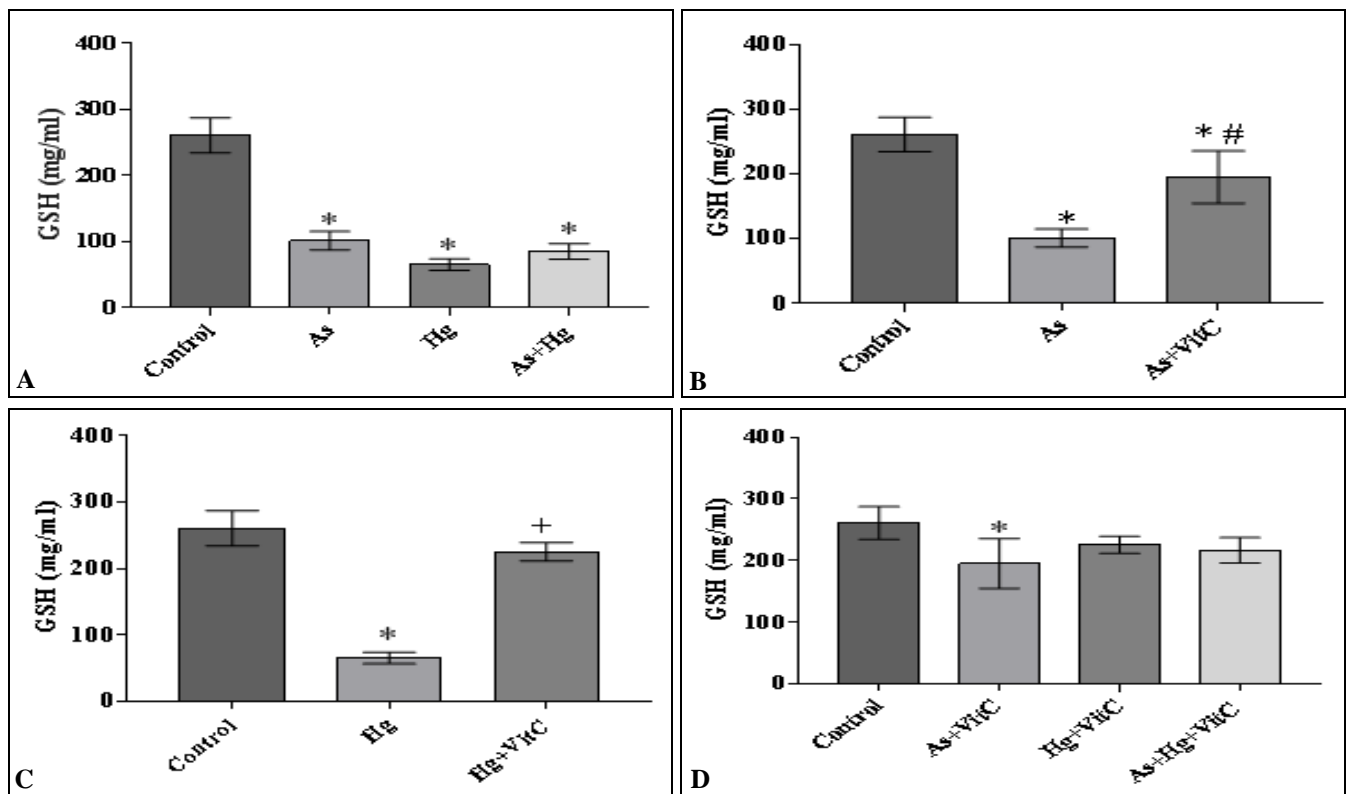 400
300
200
100
0
GSH (mg/ml)
*
*
*
Control
As
Hg
As+Hg
A
400
300
200
100
0
GSH (mg/ml)
*
* #
Control
As
As+VitC
B
400
300
200
100
0
GSH (mg/ml)
*
+
Control
Hg
Hg+VitC
C
400
300
200
100
0
GSH (mg/ml)
*
Control
As+VitC
Hg+VitC
As+Hg+VitC
D